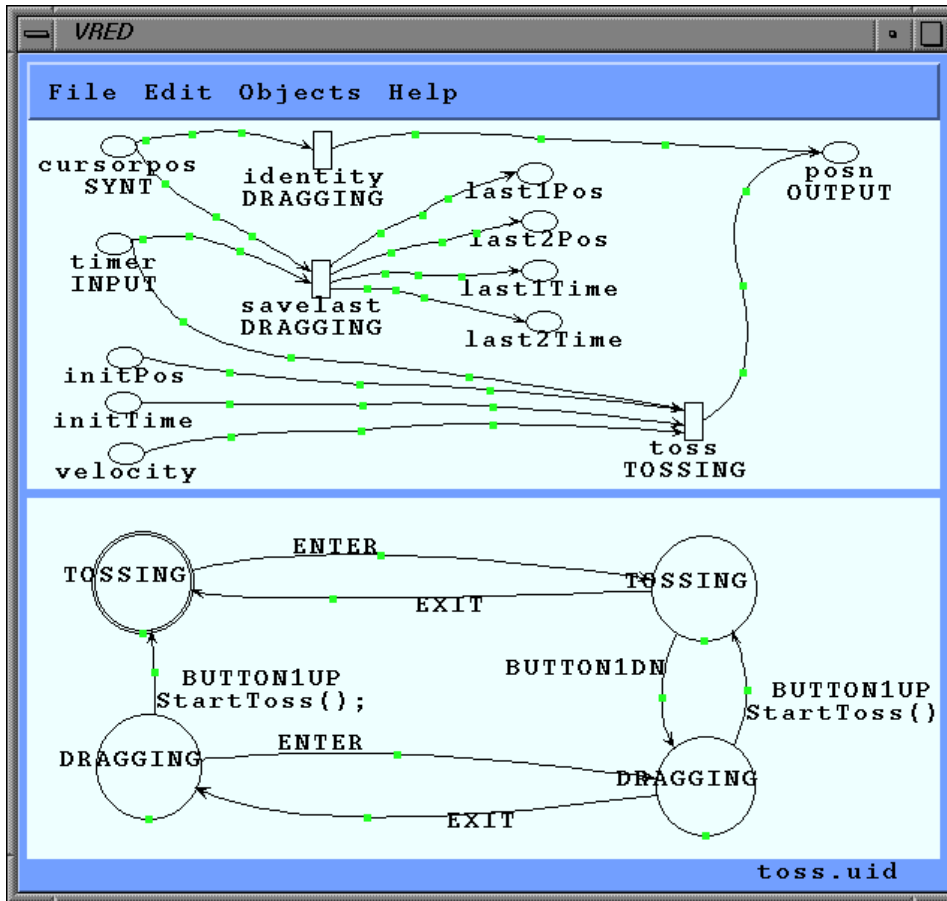 VRED
File Edit Objects Help
cursorpos
SYNT
identity
DRAGGING
last1Pos
posn
OUTPUT
last2Pos
timer
INPUT
savelast
DRAGGING
last1Time
last2Time
initPos
initTime
velocity
toss
TOSSING
TOSSING
ENTER
TOSSING
EXIT
BUTTON1UP
StartToss();
BUTTON1DN
BUTTON1UP
StartToss()
DRAGGING
ENTER
DRAGGING
EXIT
toss.uid